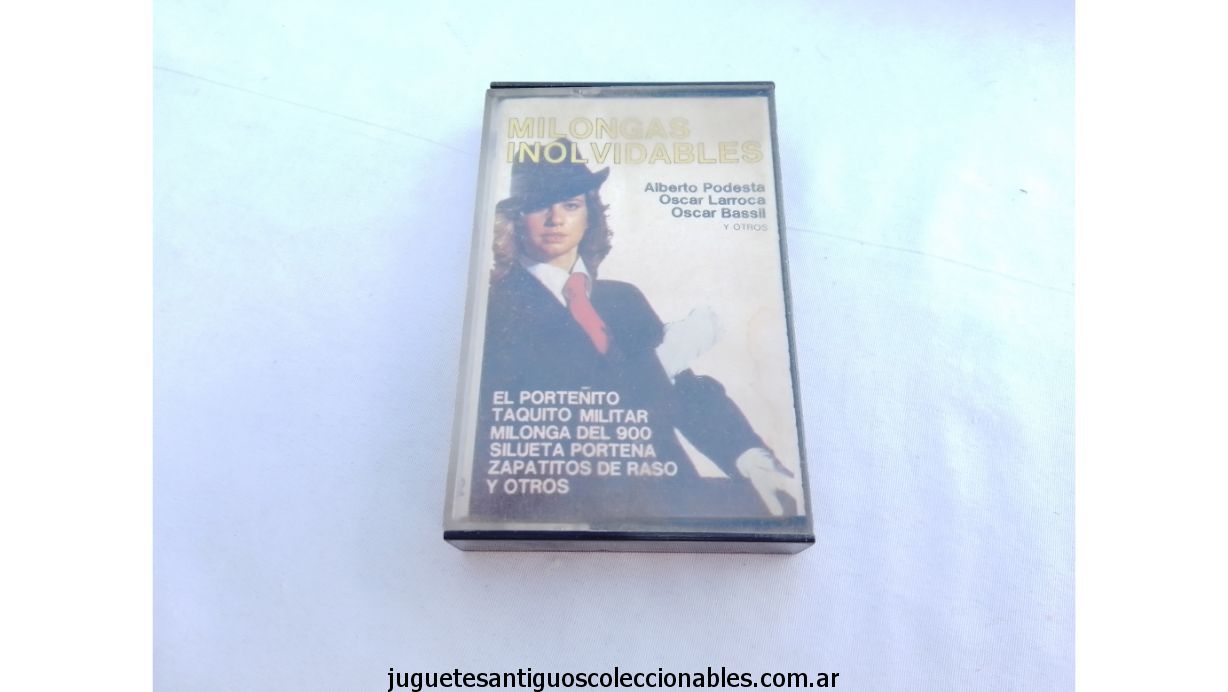 MILONGAS
INOLVIDABLES
Alberto Podesta
Oscar Larroca
Oscar Bassil
Y OTROS
EL PORTEÑITO
TAQUITO MILITAR
MILONGA DEL 900
SILUETA PORTENA
ZAPATITOS DE RASO
Y OTROS
juguetesantiguoscoleccionables.com.ar